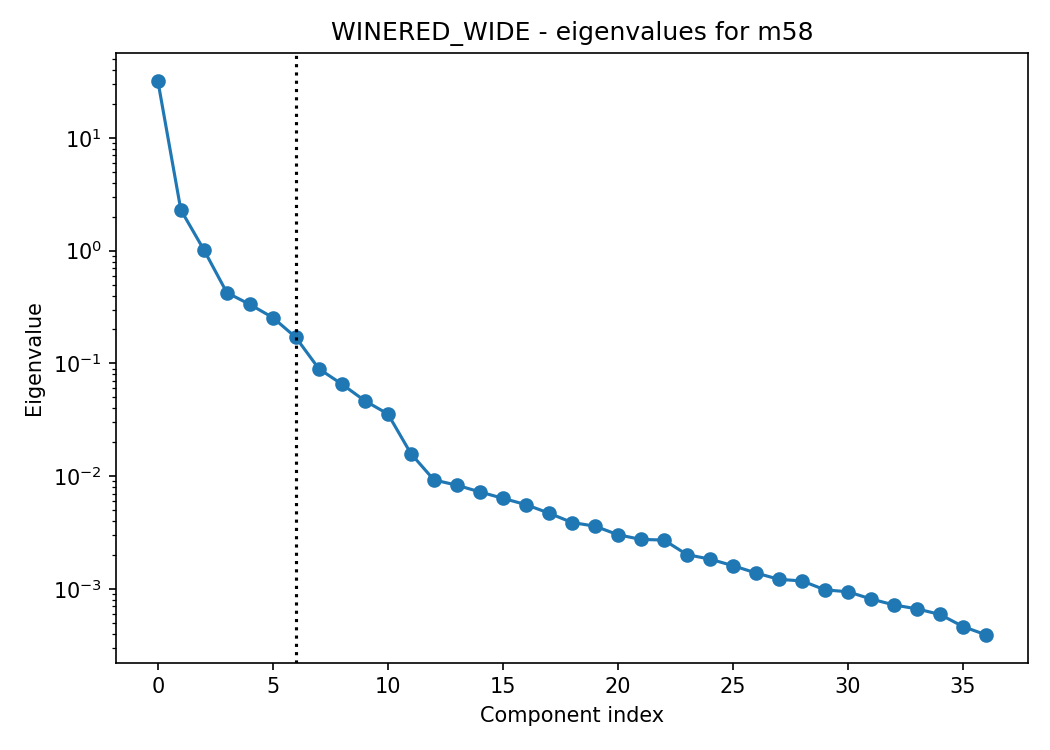 WINERED_WIDE - eigenvalues for m58
Eigenvalue
10¹
10⁰
10⁻¹
10⁻²
10⁻³
0 5 10 15 20 25 30 35
Component index